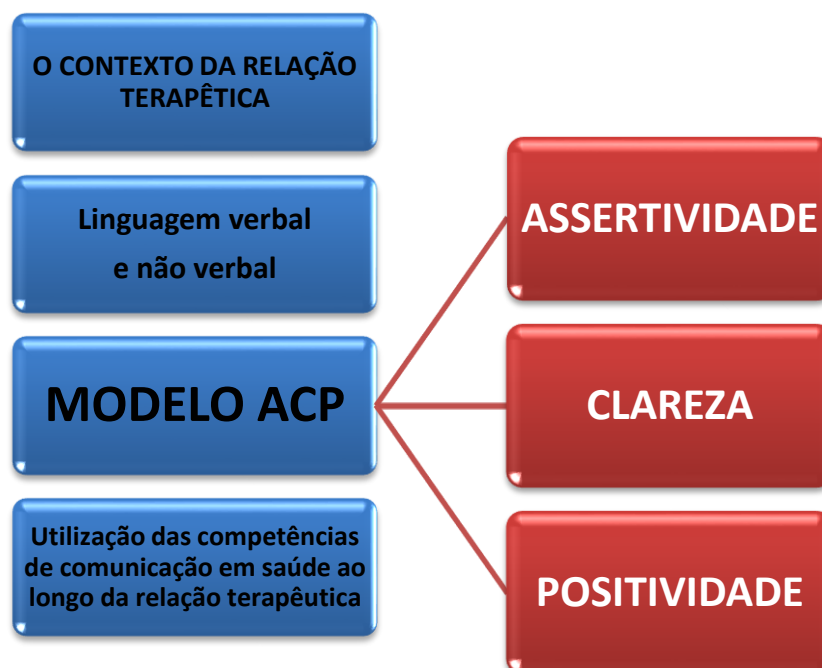 O CONTEXTO DA RELAÇÃO
TERAPÊTICA
Linguagem verbal
e não verbal
MODELO ACP
Utilização das competências
de comunicação em saúde ao
longo da relação terapêutica
ASSERTIVIDADE
CLAREZA
POSITIVIDADE